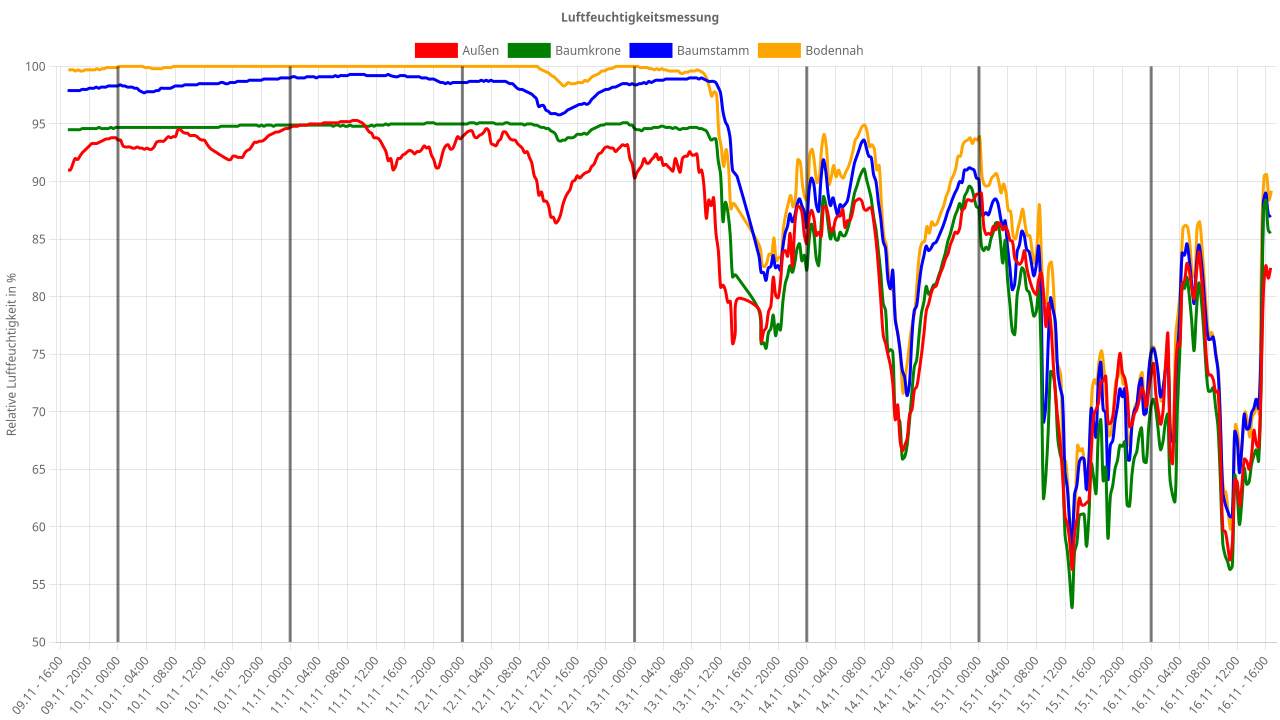 Luftfeuchtigkeitsmessung
Außen Baumkrone Baumstamm Bodennah
Relative Luftfeuchtigkeit in %
100
95
90
85
80
75
70
65
60
55
50
09.11 - 16:00
09.11 - 20:00
10.11 - 00:00
10.11 - 04:00
10.11 - 08:00
10.11 - 12:00
10.11 - 16:00
10.11 - 20:00
11.11 - 00:00
11.11 - 04:00
11.11 - 08:00
11.11 - 12:00
11.11 - 16:00
11.11 - 20:00
12.11 - 00:00
12.11 - 04:00
12.11 - 08:00
12.11 - 12:00
12.11 - 16:00
12.11 - 20:00
13.11 - 00:00
13.11 - 04:00
13.11 - 08:00
13.11 - 12:00
13.11 - 16:00
13.11 - 20:00
14.11 - 00:00
14.11 - 04:00
14.11 - 08:00
14.11 - 12:00
14.11 - 16:00
14.11 - 20:00
15.11 - 00:00
15.11 - 04:00
15.11 - 08:00
15.11 - 12:00
15.11 - 16:00
15.11 - 20:00
16.11 - 00:00
16.11 - 04:00
16.11 - 08:00
16.11 - 12:00
16.11 - 16:00